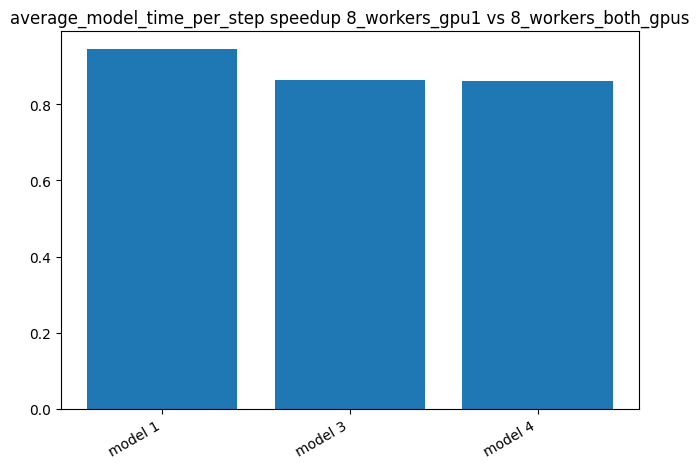 average_model_time_per_step speedup 8_workers_gpu1 vs 8_workers_both_gpus
0.8
0.6
0.4
0.2
0.0
model 1
model 3
model 4